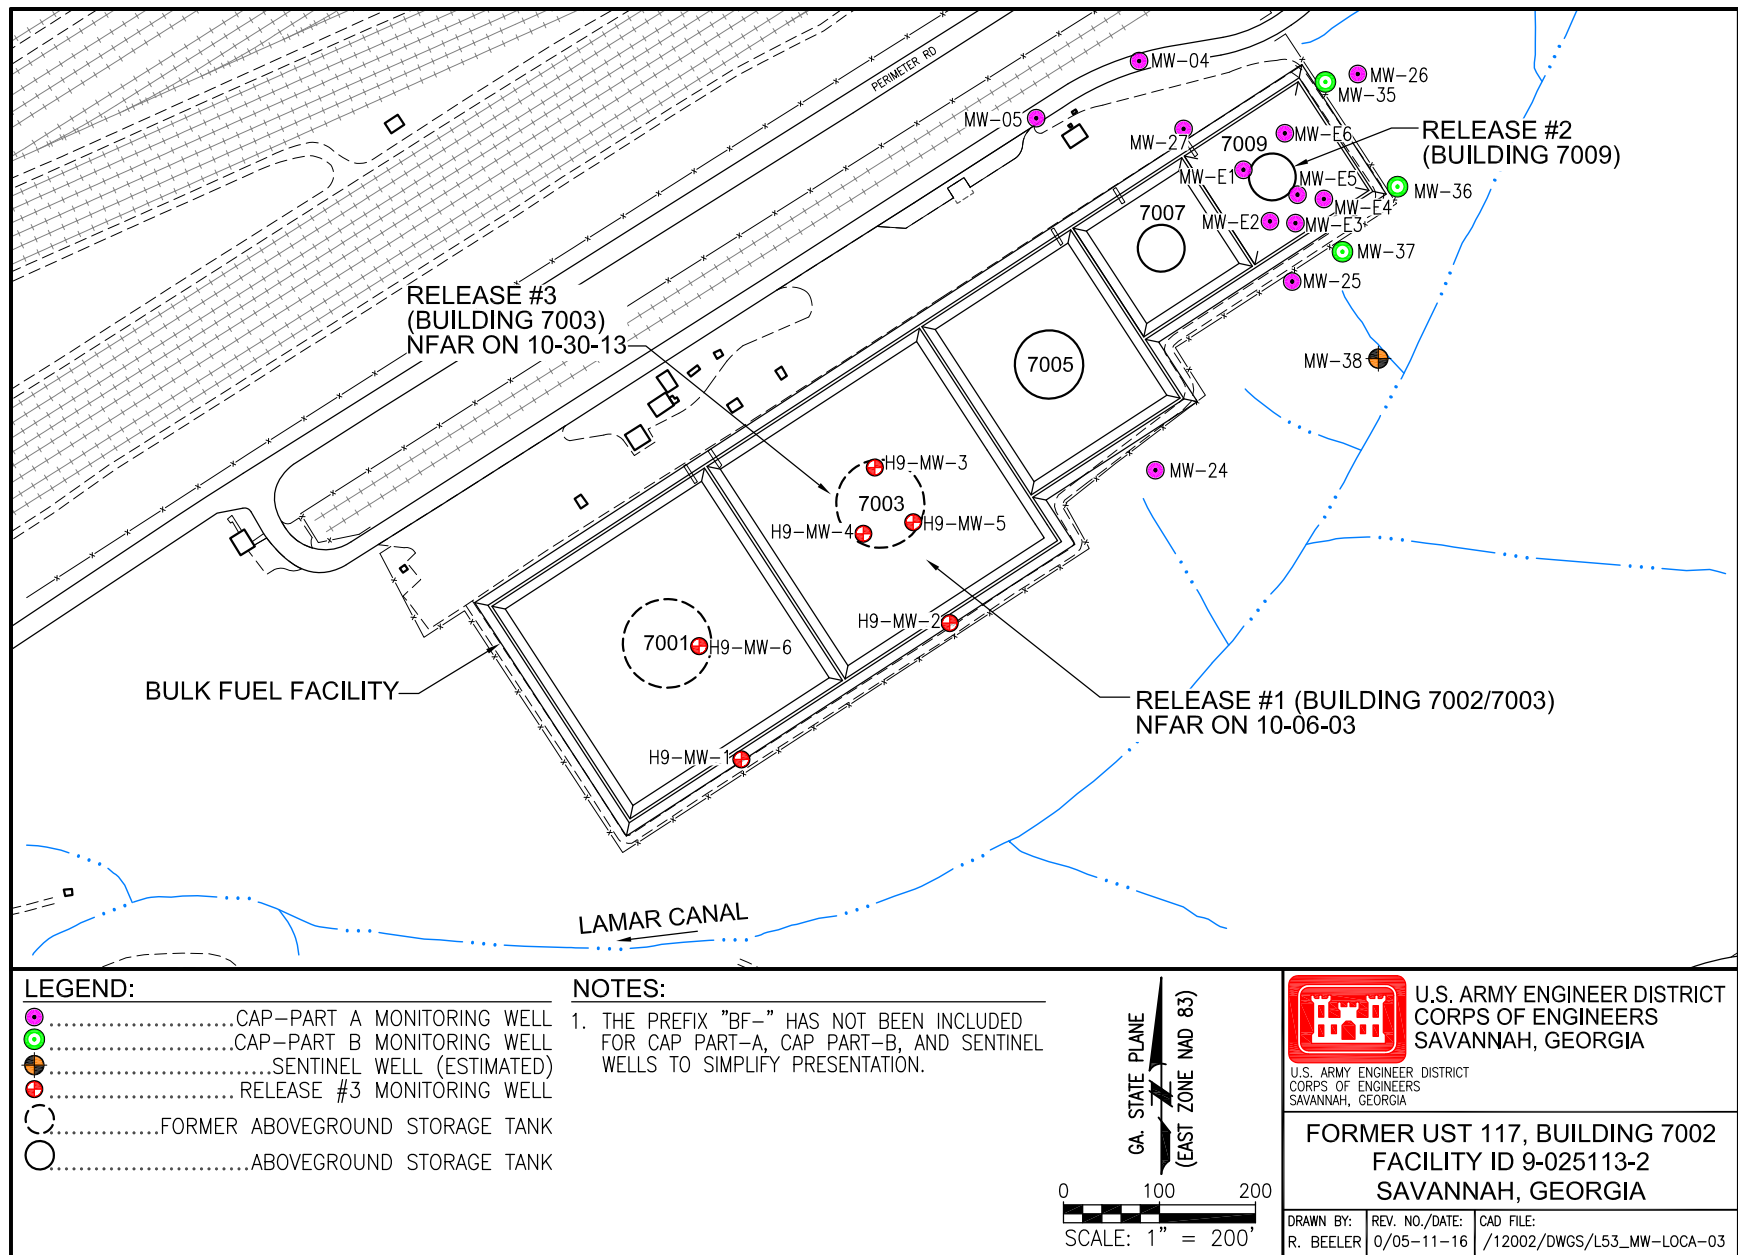 PERIMETER RD
MW-04
MW-05
MW-26
MW-35
MW-27
7009
MW-E6
RELEASE #2
(BUILDING 7009)
MW-E1
MW-E5
MW-36
MW-E4
MW-E2
MW-E3
7007
MW-37
MW-25
RELEASE #3
(BUILDING 7003)
NFAR ON 10-30-13
7005
MW-38
H9-MW-3
MW-24
7003
H9-MW-5
H9-MW-4
H9-MW-2
7001
H9-MW-6
BULK FUEL FACILITY
RELEASE #1 (BUILDING 7002/7003)
NFAR ON 10-06-03
H9-MW-1
LAMAR CANAL
LEGEND:
CAP-PART A MONITORING WELL
CAP-PART B MONITORING WELL
SENTINEL WELL (ESTIMATED)
RELEASE #3 MONITORING WELL
FORMER ABOVEGROUND STORAGE TANK
ABOVEGROUND STORAGE TANK
NOTES:
1. THE PREFIX "BF-" HAS NOT BEEN INCLUDED
FOR CAP PART-A, CAP PART-B, AND SENTINEL
WELLS TO SIMPLIFY PRESENTATION.
GA. STATE PLANE
(EAST ZONE NAD 83)
0 100 200
SCALE: 1" = 200'
U.S. ARMY ENGINEER DISTRICT
CORPS OF ENGINEERS
SAVANNAH, GEORGIA
U.S. ARMY ENGINEER DISTRICT
CORPS OF ENGINEERS
SAVANNAH, GEORGIA
FORMER UST 117, BUILDING 7002
FACILITY ID 9-025113-2
SAVANNAH, GEORGIA
DRAWN BY:
R. BEELER
REV. NO./DATE:
0/05-11-16
CAD FILE:
/12002/DWGS/L53_MW-LOCA-03